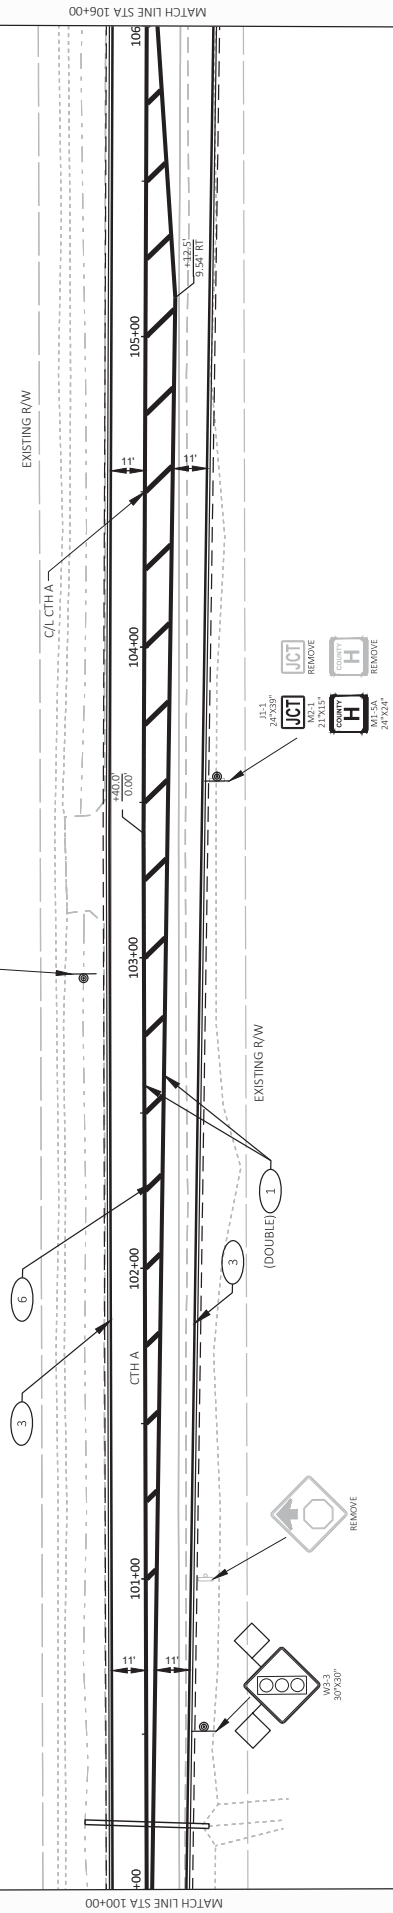 MATCH LINE STA 106+00
106
+12.5'
9.54' RT
105+00
EXISTING R/W
11'
11'
C/L CTH A
104+00
J1-1
24"X39"
JCT
M2-1
21"X15"
COUNTY
H
M1-5A
24"X24"
JCT
REMOVE
COUNTY
H
REMOVE
+40.0'
0.00'
103+00
EXISTING R/W
1
(DOUBLE)
6
102+00
3
3
CTH A
REMOVE
101+00
11'
11'
W3-3
30"X30"
+00
MATCH LINE STA 100+00